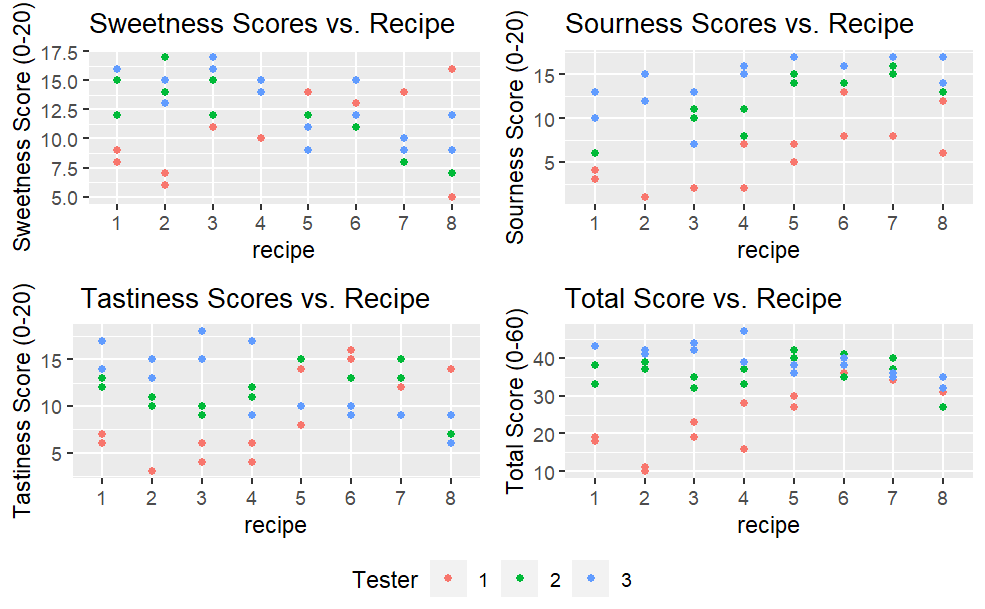 Sweetness Scores vs. Recipe
Sweetness Score (0-20)
17.5
15.0
12.5
10.0
7.5
5.0
1 2 3 4 5 6 7 8
recipe
Sourness Scores vs. Recipe
Sourness Score (0-20)
15
10
5
1 2 3 4 5 6 7 8
recipe
Tastiness Scores vs. Recipe
Tastiness Score (0-20)
15
10
5
1 2 3 4 5 6 7 8
recipe
Total Score vs. Recipe
Total Score (0-60)
40
30
20
10
1 2 3 4 5 6 7 8
recipe
Tester 1 2 3